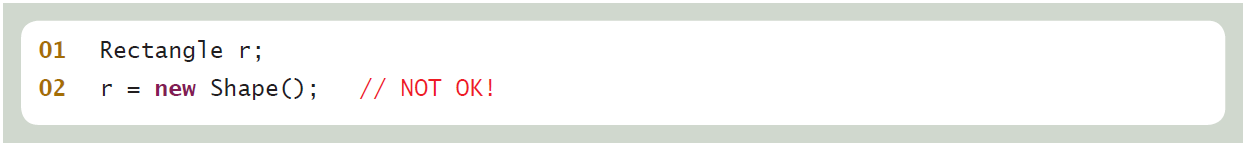 01 Rectangle r;
02 r = new Shape(); // NOT OK!